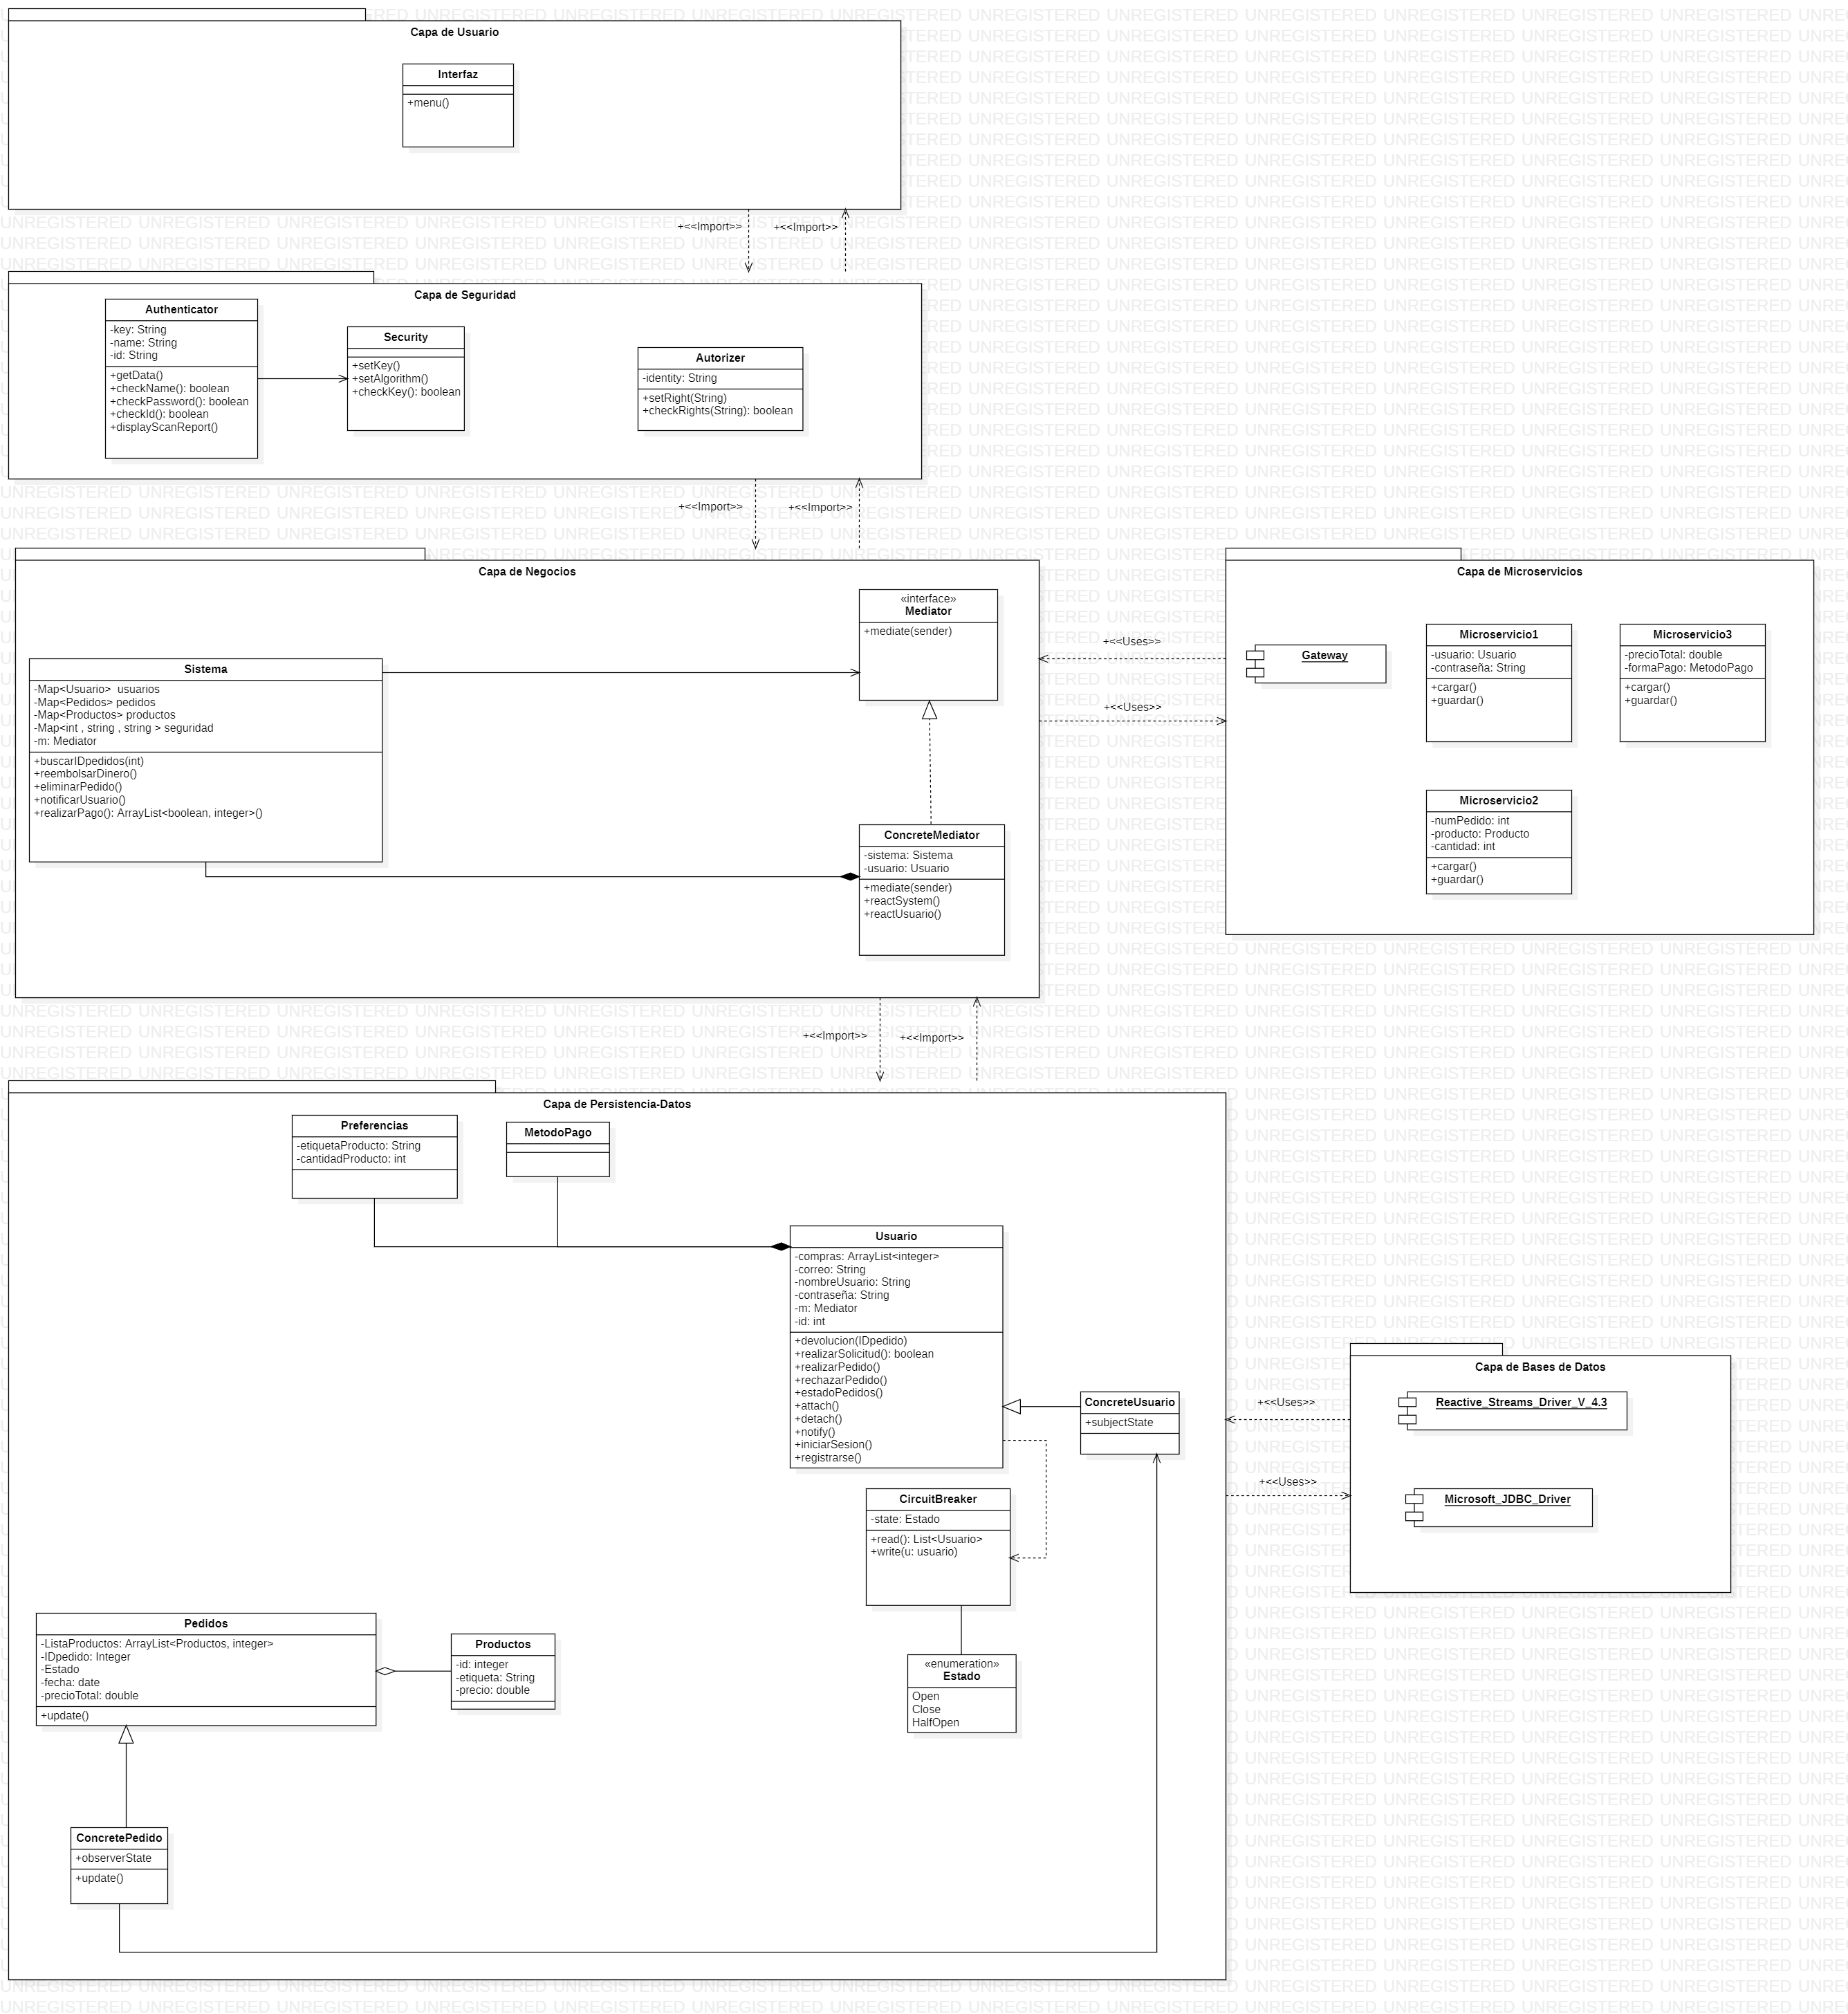 Capa de Usuario
Interfaz
+menu()
+<<Import>>
+<<Import>>
Capa de Seguridad
Authenticator
-key: String
-name: String
-id: String
+getData()
+checkName(): boolean
+checkPassword(): boolean
+checkId(): boolean
+displayScanReport()
Security
+setKey()
+setAlgorithm()
+checkKey(): boolean
Autorizer
-identity: String
+setRight(String)
+checkRights(String): boolean
+<<Import>>
+<<Import>>
Capa de Negocios
«interface»
Mediator
+mediate(sender)
Sistema
-Map<Usuario>  usuarios
-Map<Pedidos> pedidos
-Map<Productos> productos
-Map<int , string , string > seguridad
-m: Mediator
+buscarIDpedidos(int)
+reembolsarDinero()
+eliminarPedido()
+notificarUsuario()
+realizarPago(): ArrayList<boolean, integer>()
ConcreteMediator
-sistema: Sistema
-usuario: Usuario
+mediate(sender)
+reactSystem()
+reactUsuario()
+<<Uses>>
+<<Uses>>
Capa de Microservicios
Gateway
Microservicio1
-usuario: Usuario
-contraseña: String
+cargar()
+guardar()
Microservicio3
-precioTotal: double
-formaPago: MetodoPago
+cargar()
+guardar()
Microservicio2
-numPedido: int
-producto: Producto
-cantidad: int
+cargar()
+guardar()
+<<Import>>
+<<Import>>
Capa de Persistencia-Datos
Preferencias
-etiquetaProducto: String
-cantidadProducto: int
MetodoPago
Usuario
-compras: ArrayList<integer>
-correo: String
-nombreUsuario: String
-contraseña: String
-m: Mediator
-id: int
+devolucion(IDpedido)
+realizarSolicitud(): boolean
+realizarPedido()
+rechazarPedido()
+estadoPedidos()
+attach()
+detach()
+notify()
+iniciarSesion()
+registrarse()
ConcreteUsuario
+subjectState
CircuitBreaker
-state: Estado
+read(): List<Usuario>
+write(u: usuario)
«enumeration»
Estado
Open
Close
HalfOpen
Pedidos
-ListaProductos: ArrayList<Productos, integer>
-IDpedido: Integer
-Estado
-fecha: date
-precioTotal: double
+update()
Productos
-id: integer
-etiqueta: String
-precio: double
ConcretePedido
+observerState
+update()
+<<Uses>>
+<<Uses>>
Capa de Bases de Datos
Reactive_Streams_Driver_V_4.3
Microsoft_JDBC_Driver
UNREGISTERED